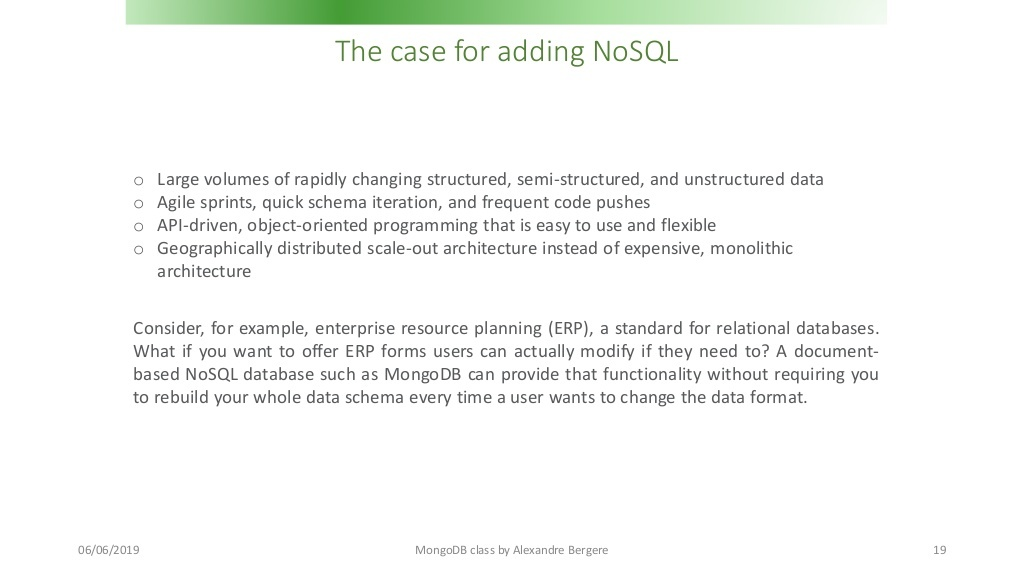 The case for adding NoSQL
o Large volumes of rapidly changing structured, semi-structured, and unstructured data
o Agile sprints, quick schema iteration, and frequent code pushes
o API-driven, object-oriented programming that is easy to use and flexible
o Geographically distributed scale-out architecture instead of expensive, monolithic
architecture
Consider, for example, enterprise resource planning (ERP), a standard for relational databases.
What if you want to offer ERP forms users can actually modify if they need to? A document-
based NoSQL database such as MongoDB can provide that functionality without requiring you
to rebuild your whole data schema every time a user wants to change the data format.
06/06/2019
MongoDB class by Alexandre Bergere
19